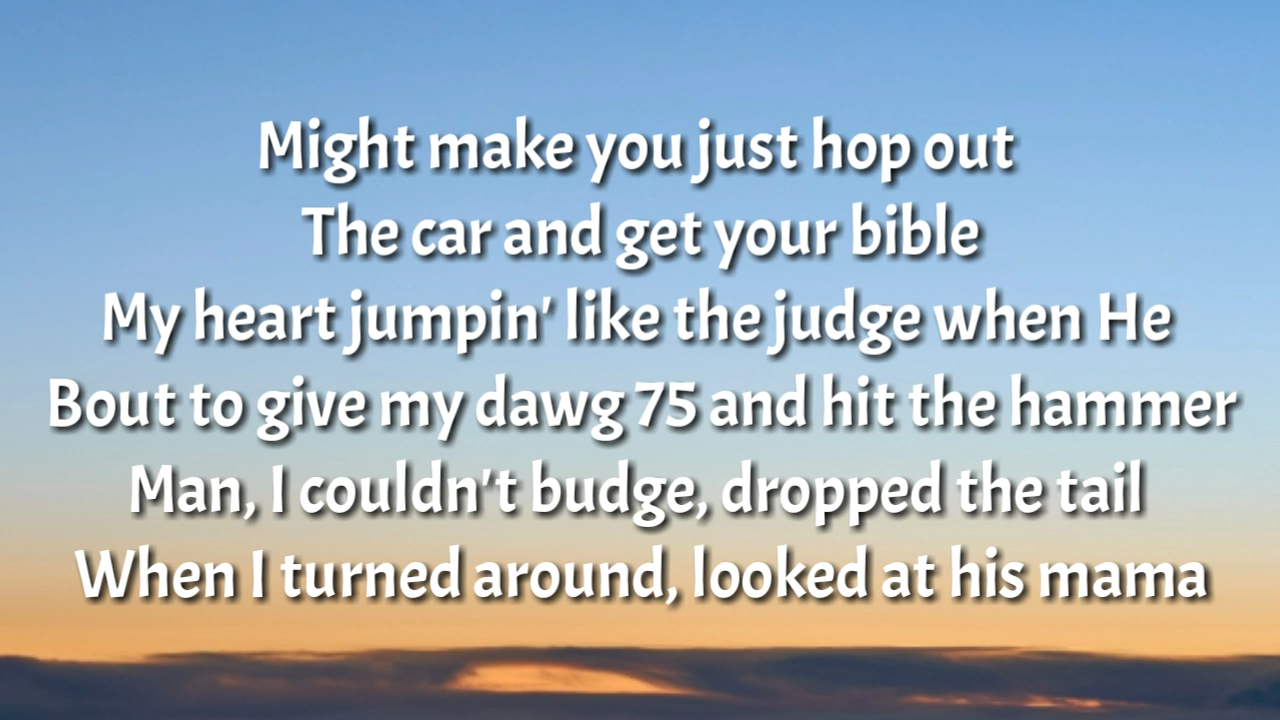 Might make you just hop out
The car and get your bible
My heart jumpin' like the judge when He
Bout to give my dawg 75 and hit the hammer
Man, I couldn't budge, dropped the tail
When I turned around, looked at his mama